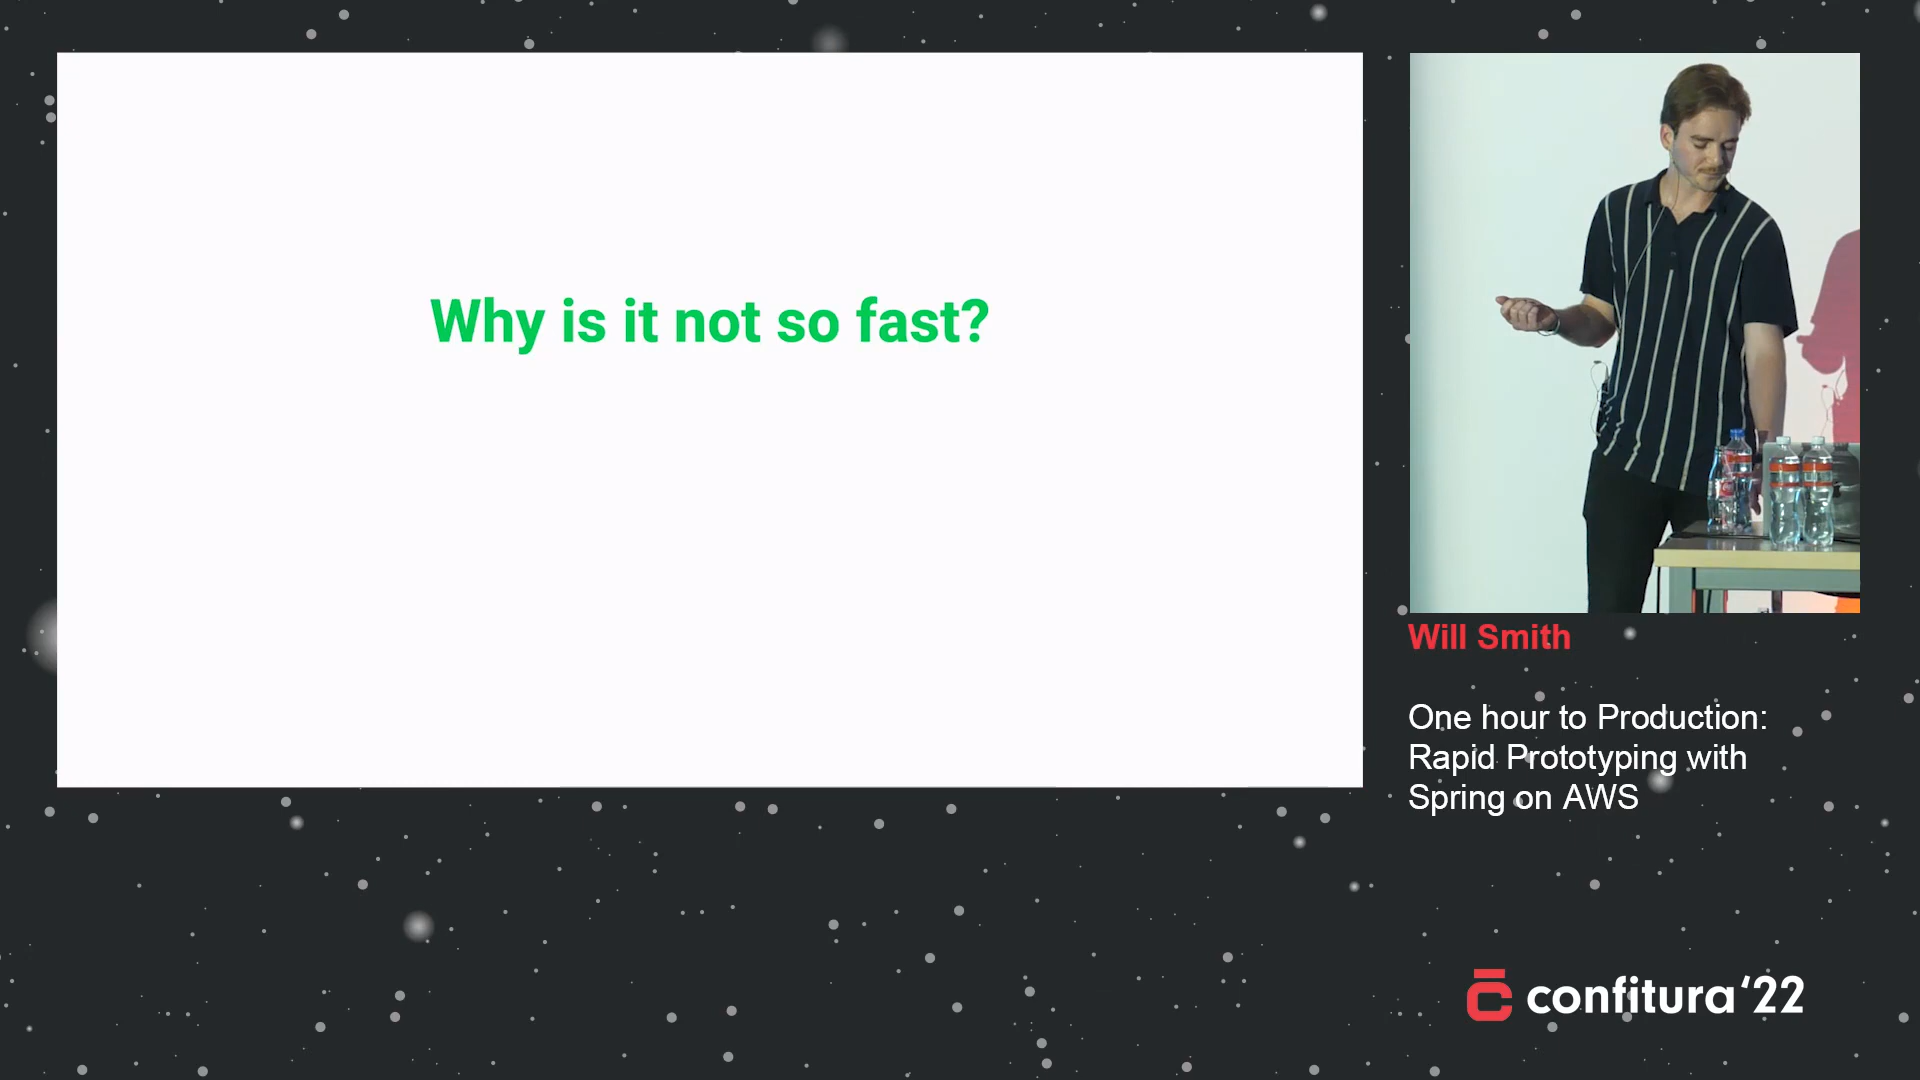 Why is it not so fast?
Will Smith
One hour to Production:
Rapid Prototyping with
Spring on AWS
confitura '22